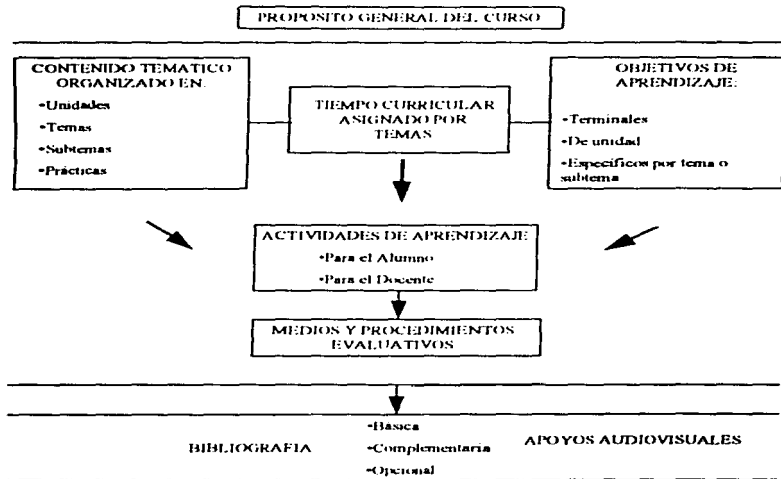 PROPOSITO GENERAL DEL CURSO
CONTENIDO TEMATICO
ORGANIZADO EN:
•Unidades
•Temas
•Subtemas
•Prácticas
TIEMPO CURRICULAR
ASIGNADO POR
TEMAS
OBJETIVOS DE
APRENDIZAJE:
•Terminales
•De unidad
•Específicos por tema o
subtema
ACTIVIDADES DE APRENDIZAJE
•Para el Alumno
•Para el Docente
MEDIOS Y PROCEDIMIENTOS
EVALUATIVOS
BIBLIOGRAFIA
•Básica
•Complementaria
•Opcional
APOYOS AUDIOVISUALES